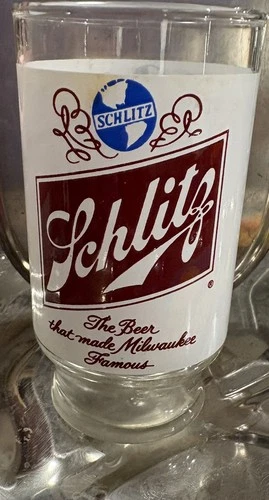 SCHLITZ
Schlitz
®
The Beer
that made Milwaukee
Famous